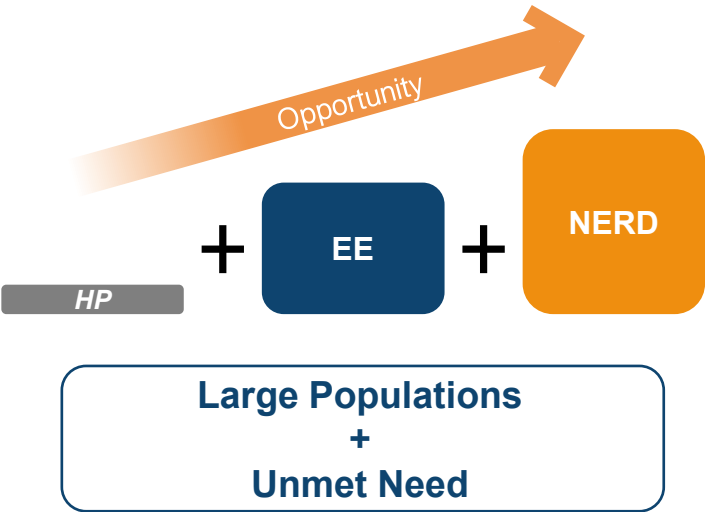 Opportunity
HP
+
EE
+
NERD
Large Populations
+
Unmet Need